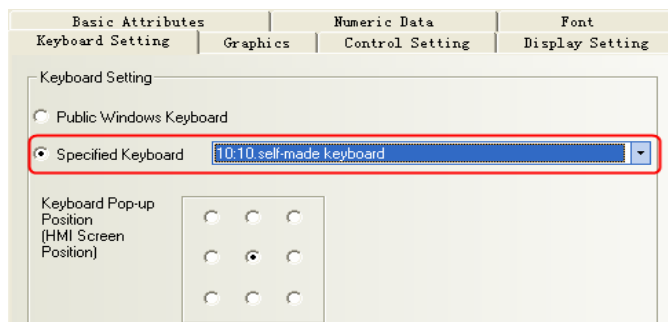 Basic Attributes Numeric Data Font
Keyboard Setting Graphics Control Setting Display Setting
Keyboard Setting
Public Windows Keyboard
Specified Keyboard 10:10.self-made keyboard
Keyboard Pop-up
Position
(HMI Screen
Position)